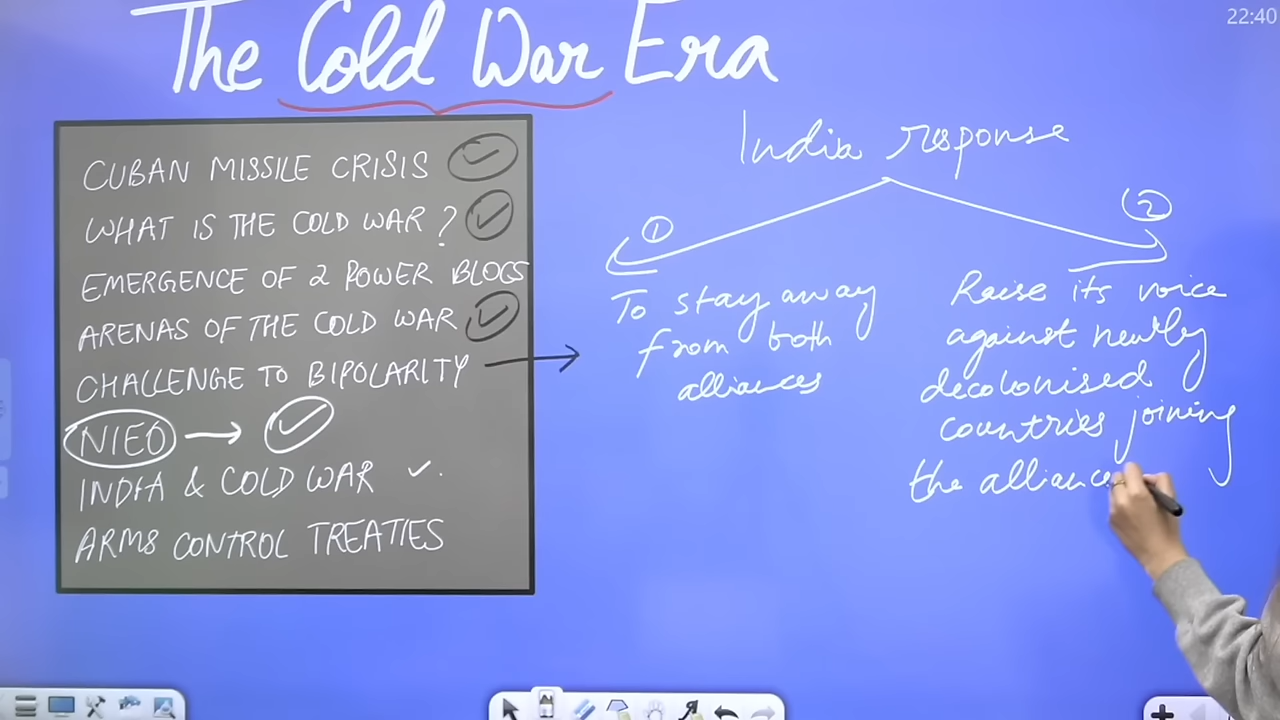 22:40
The Cold War Era
CUBAN MISSILE CRISIS
WHAT IS THE COLD WAR?
EMERGENCE OF 2 POWER BLOCS
ARENAS OF THE COLD WAR
CHALLENGE TO BIPOLARITY
NIEO
INDIA & COLD WAR
ARMS CONTROL TREATIES
India response
1
To stay away
from both
alliances
2
Raise its voice
against newly
decolonised
countries joining
the alliance